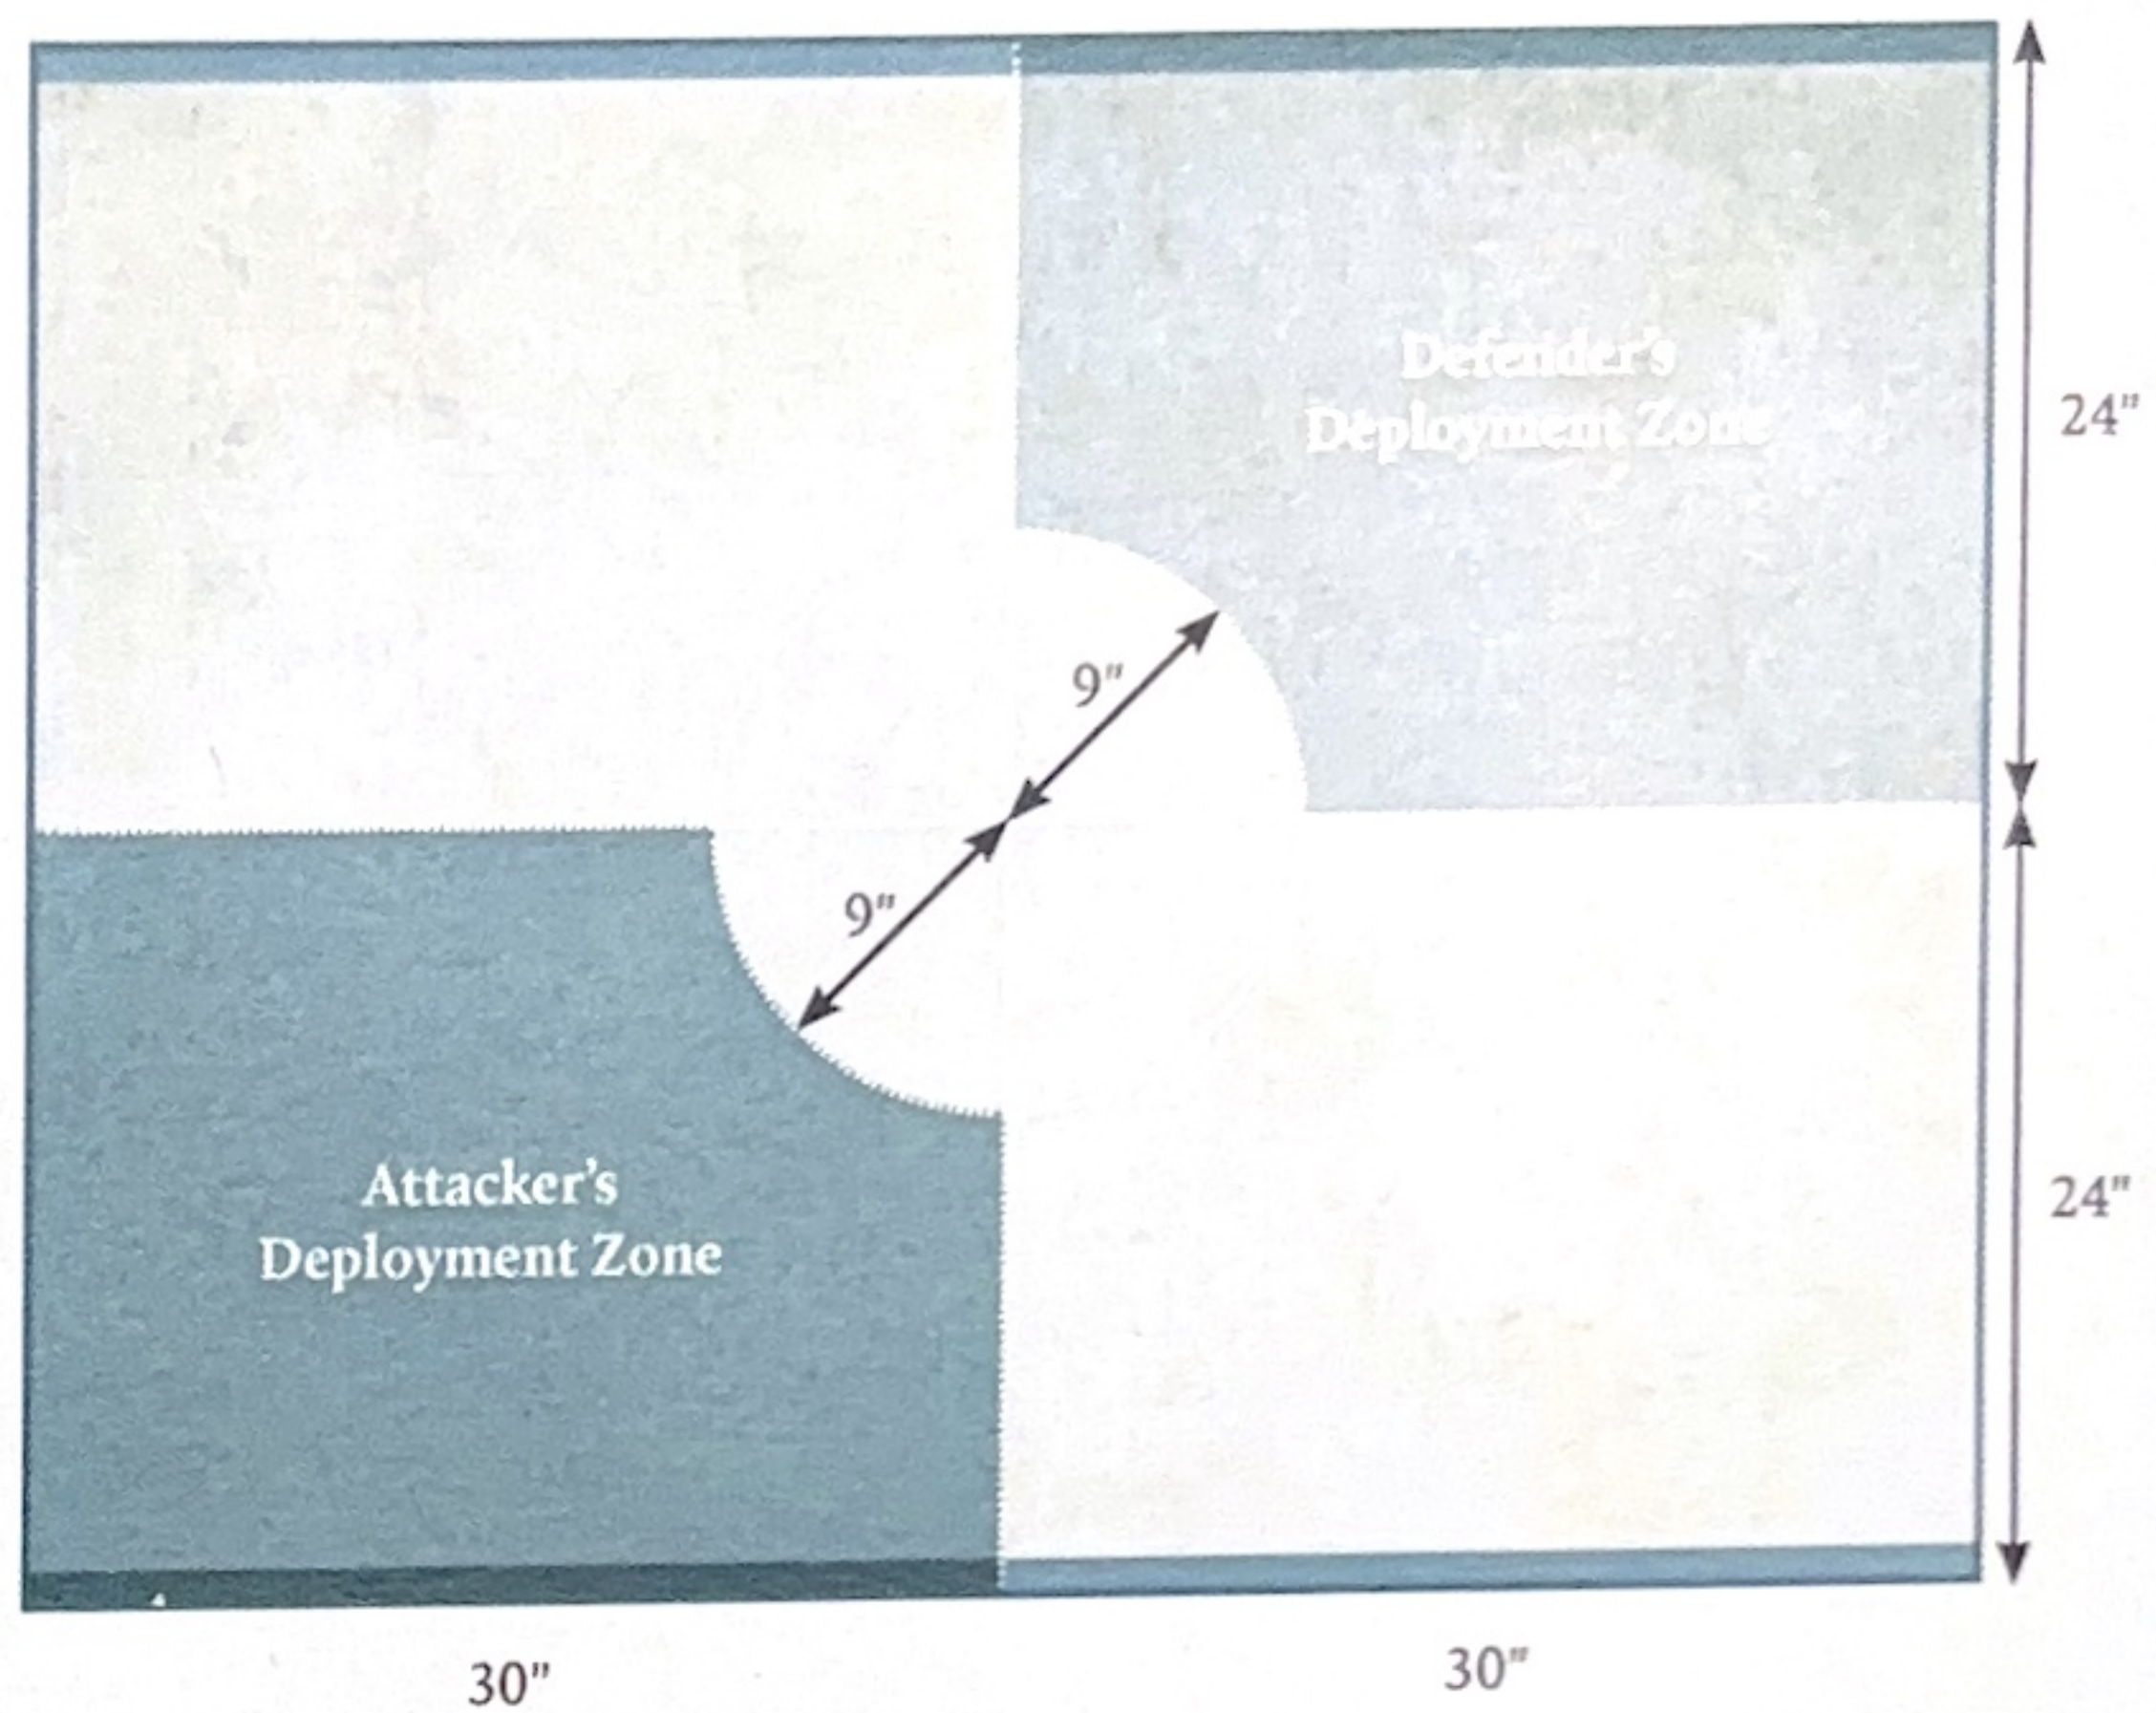 Defender's
Deployment Zone
24"
9"
9"
Attacker's
Deployment Zone
24"
30"
30"